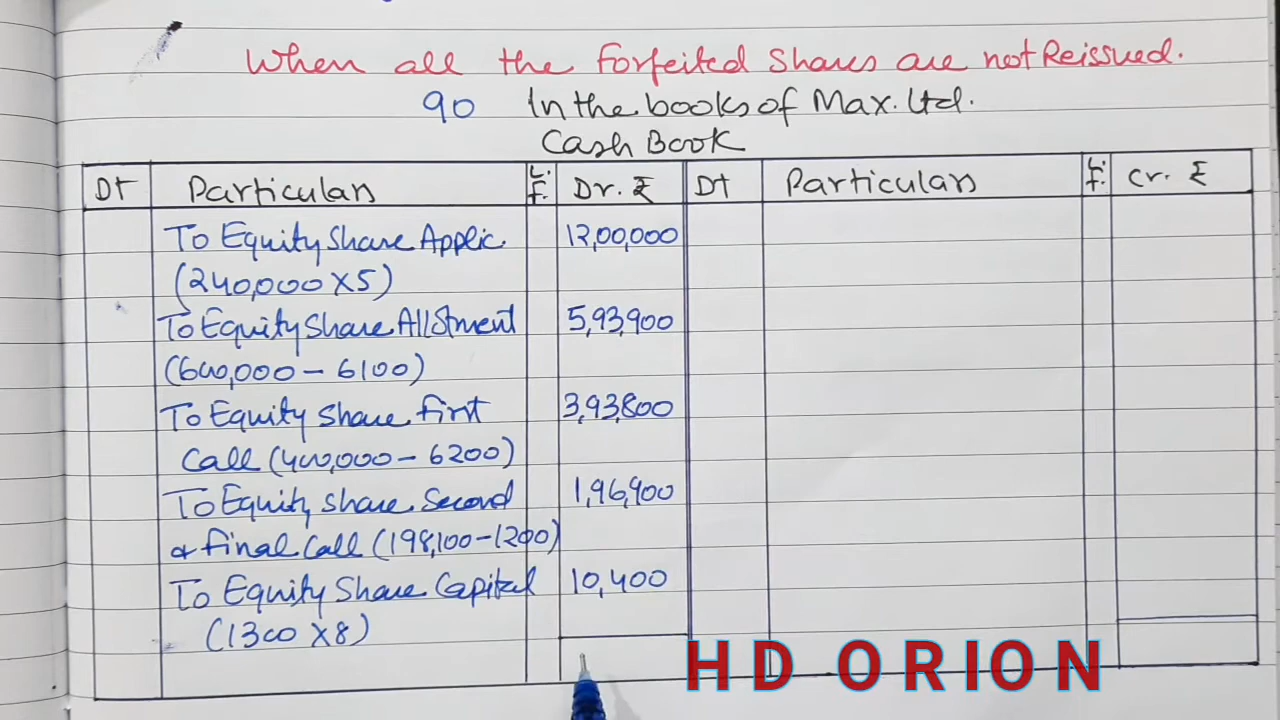 When all the Forfeited Shares are not Reissued.
90 In the books of Max. Ltd.
Cash Book
Dt Particulars L.F. Dr. ₹ Dt Particulars L.F. Cr. ₹
To Equity Share Applic. 12,00,000
(240,000 X 5)
To Equity Share Allotment 5,93,900
(600,000 - 6100)
To Equity Share First 3,93,800
Call (400,000 - 6200)
To Equity Share Second 1,96,900
& Final Call (198,100 - 1200)
To Equity Share Capital 10,400
(1300 X 8)
HD ORION